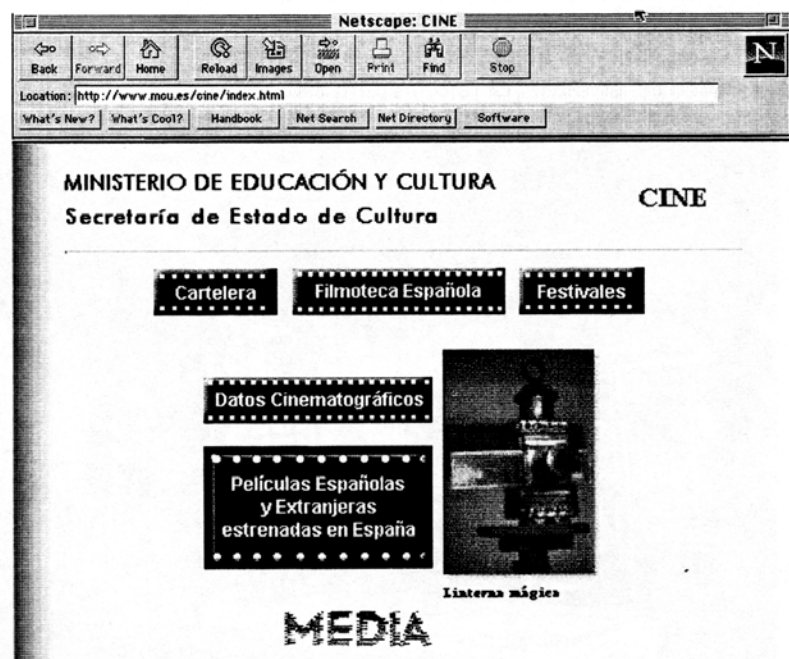 Netscape: CINE
Back Forward Home Reload Images Open Print Find Stop
N
Location: http://www.mcu.es/cine/index.html
What's New? What's Cool? Handbook Net Search Net Directory Software
MINISTERIO DE EDUCACIÓN Y CULTURA
Secretaría de Estado de Cultura
CINE
Cartelera Filmoteca Española Festivales
Datos Cinematográficos
Películas Españolas
y Extranjeras
estrenadas en España
Linterna mágica
MEDIA